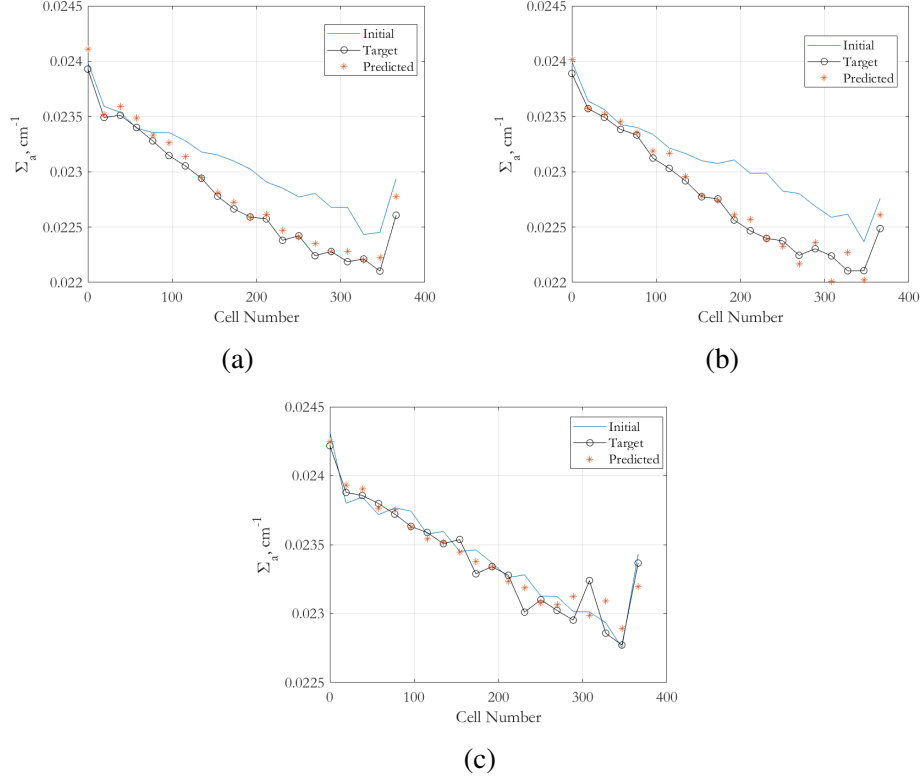 0.0245
0.024
0.0235
0.023
0.0225
0.022
Σa, cm-1
0 100 200 300 400
Cell Number
Initial
Target
Predicted
(a)
0.0245
0.024
0.0235
0.023
0.0225
0.022
Σa, cm-1
0 100 200 300 400
Cell Number
Initial
Target
Predicted
(b)
0.0245
0.024
0.0235
0.023
0.0225
Σa, cm-1
0 100 200 300 400
Cell Number
Initial
Target
Predicted
(c)